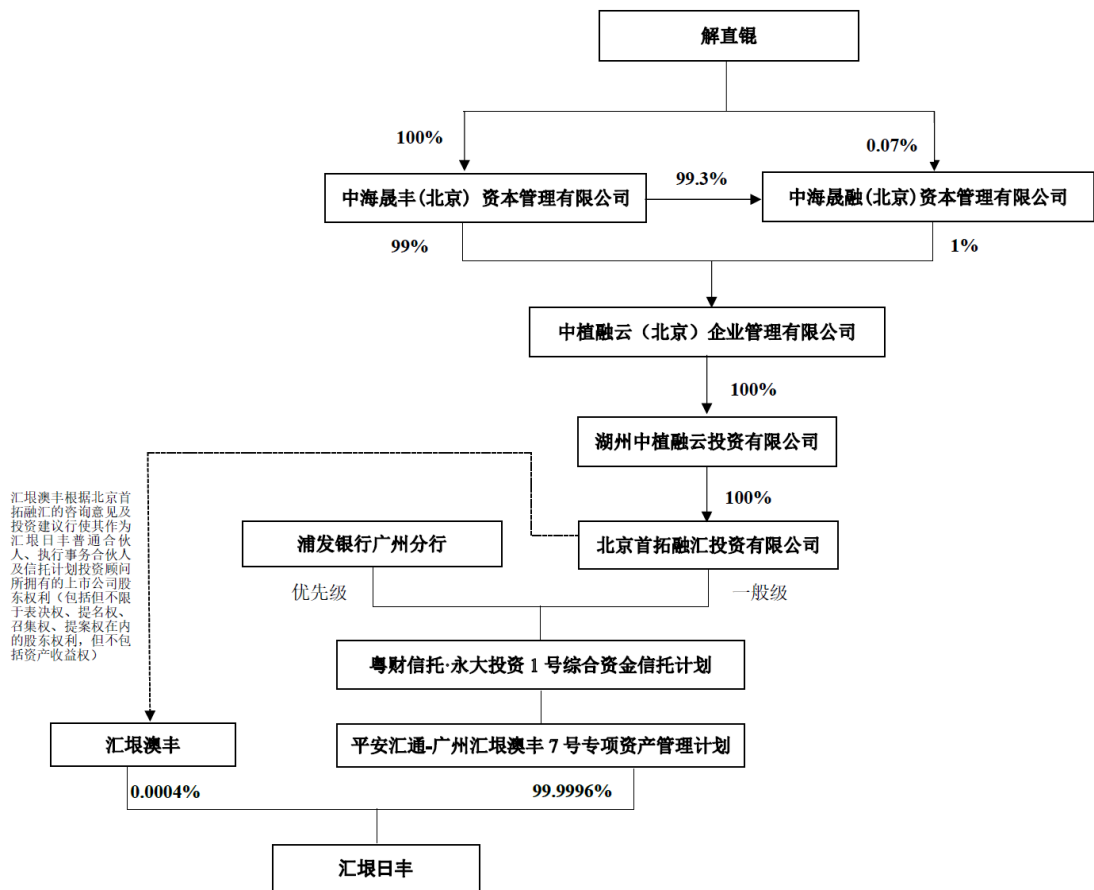 解直锟
100%
0.07%
中海晟丰(北京) 资本管理有限公司
99.3%
中海晟融(北京)资本管理有限公司
99%
1%
中植融云（北京）企业管理有限公司
100%
湖州中植融云投资有限公司
100%
汇垠澳丰根据北京首
拓融汇的咨询意见及
投资建议行使其作为
汇垠日丰普通合伙
人、执行事务合伙人
及信托计划投资顾问
所拥有的上市公司股
东权利（包括但不限
于表决权、提名权、
召集权、提案权在内
的股东权利，但不包
括资产收益权）
浦发银行广州分行
北京首拓融汇投资有限公司
优先级
一般级
粤财信托·永大投资 1 号综合资金信托计划
汇垠澳丰
平安汇通-广州汇垠澳丰 7 号专项资产管理计划
0.0004%
99.9996%
汇垠日丰